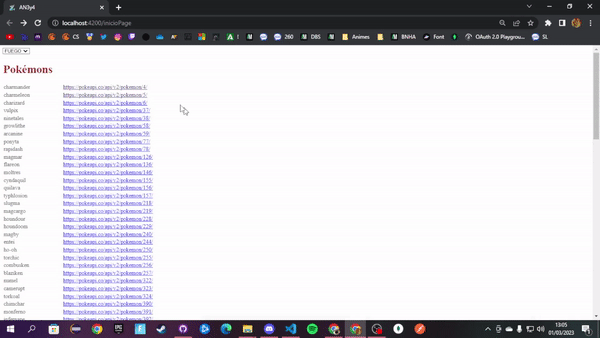 AN3y4
localhost:4200/inicioPage
CS
260
DBS
Animes
BNHA
Font
OAuth 2.0 Playgrou...
SL
FUEGO
Pokémons
charmander https://pokeapi.co/api/v2/pokemon/4/
charmeleon https://pokeapi.co/api/v2/pokemon/5/
charizard https://pokeapi.co/api/v2/pokemon/6/
vulpix https://pokeapi.co/api/v2/pokemon/37/
ninetales https://pokeapi.co/api/v2/pokemon/38/
growlithe https://pokeapi.co/api/v2/pokemon/58/
arcanine https://pokeapi.co/api/v2/pokemon/59/
ponyta https://pokeapi.co/api/v2/pokemon/77/
rapidash https://pokeapi.co/api/v2/pokemon/78/
magmar https://pokeapi.co/api/v2/pokemon/126/
flareon https://pokeapi.co/api/v2/pokemon/136/
moltres https://pokeapi.co/api/v2/pokemon/146/
cyndaquil https://pokeapi.co/api/v2/pokemon/155/
quilava https://pokeapi.co/api/v2/pokemon/156/
typhlosion https://pokeapi.co/api/v2/pokemon/157/
slugma https://pokeapi.co/api/v2/pokemon/218/
magcargo https://pokeapi.co/api/v2/pokemon/219/
houndour https://pokeapi.co/api/v2/pokemon/228/
houndoom https://pokeapi.co/api/v2/pokemon/229/
magby https://pokeapi.co/api/v2/pokemon/240/
entei https://pokeapi.co/api/v2/pokemon/244/
ho-oh https://pokeapi.co/api/v2/pokemon/250/
torchic https://pokeapi.co/api/v2/pokemon/255/
combusken https://pokeapi.co/api/v2/pokemon/256/
blaziken https://pokeapi.co/api/v2/pokemon/257/
numel https://pokeapi.co/api/v2/pokemon/322/
camerupt https://pokeapi.co/api/v2/pokemon/323/
torkoal https://pokeapi.co/api/v2/pokemon/324/
chimchar https://pokeapi.co/api/v2/pokemon/390/
monferno https://pokeapi.co/api/v2/pokemon/391/
13:05
01/03/2023